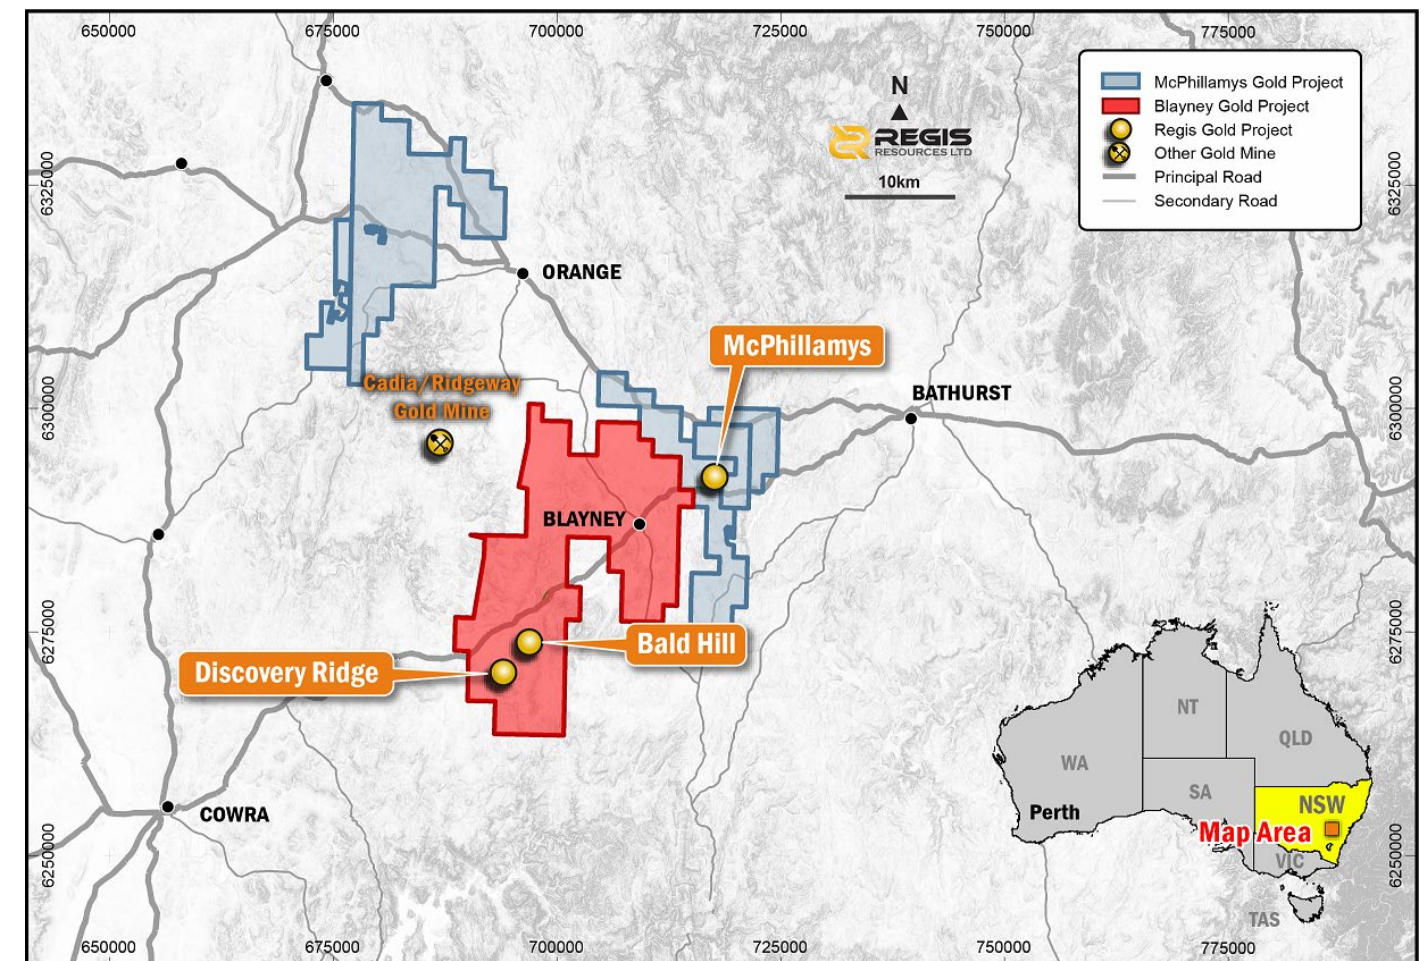 650000
675000
700000
725000
750000
775000
McPhillamys Gold Project
Blayney Gold Project
Regis Gold Project
Other Gold Mine
Principal Road
Secondary Road
N
REGIS
RESOURCES LTD
10km
6325000
6325000
ORANGE
McPhillamys
Cadia/Ridgeway
Gold Mine
BATHURST
6300000
6300000
BLAYNEY
Bald Hill
Discovery Ridge
6275000
6275000
COWRA
NT
QLD
WA
SA
NSW
Perth
Map Area
VIC
TAS
6250000
6250000
650000
675000
700000
725000
750000
775000